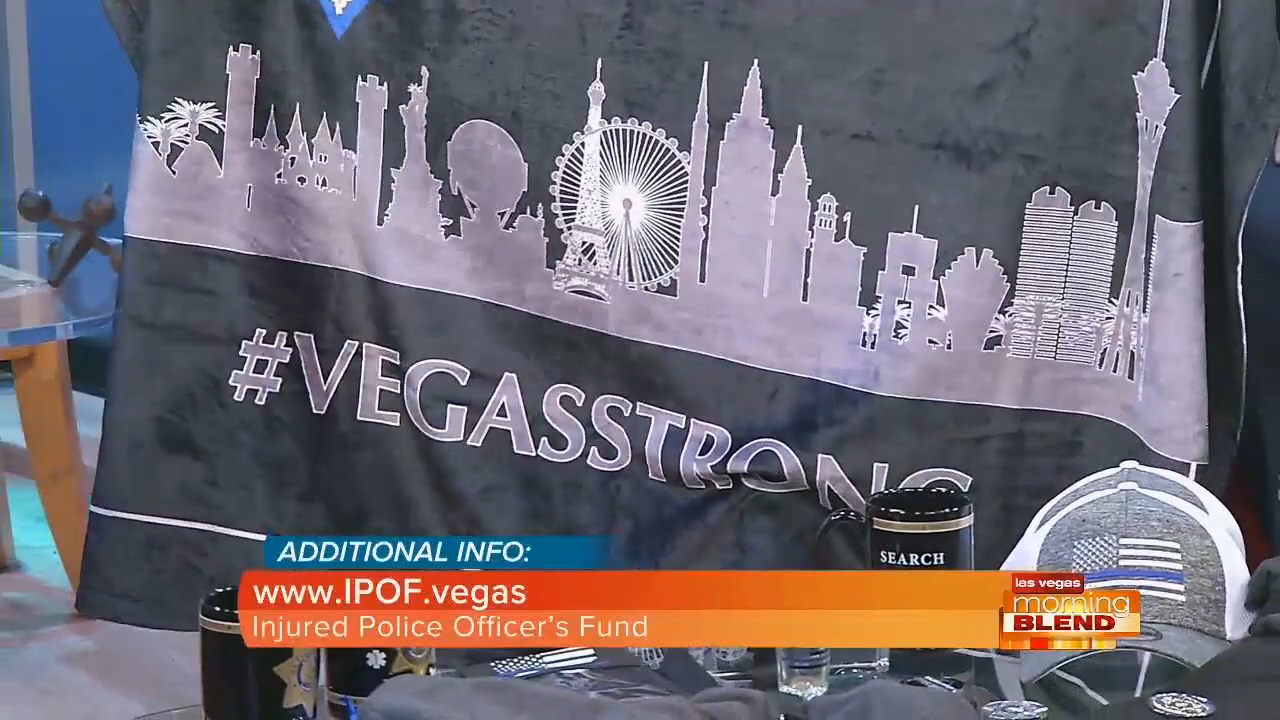 #VEGASSTRONG
SEARCH
ADDITIONAL INFO:
www.IPOF.vegas
Injured Police Officer's Fund
las vegas
morning
BLEND